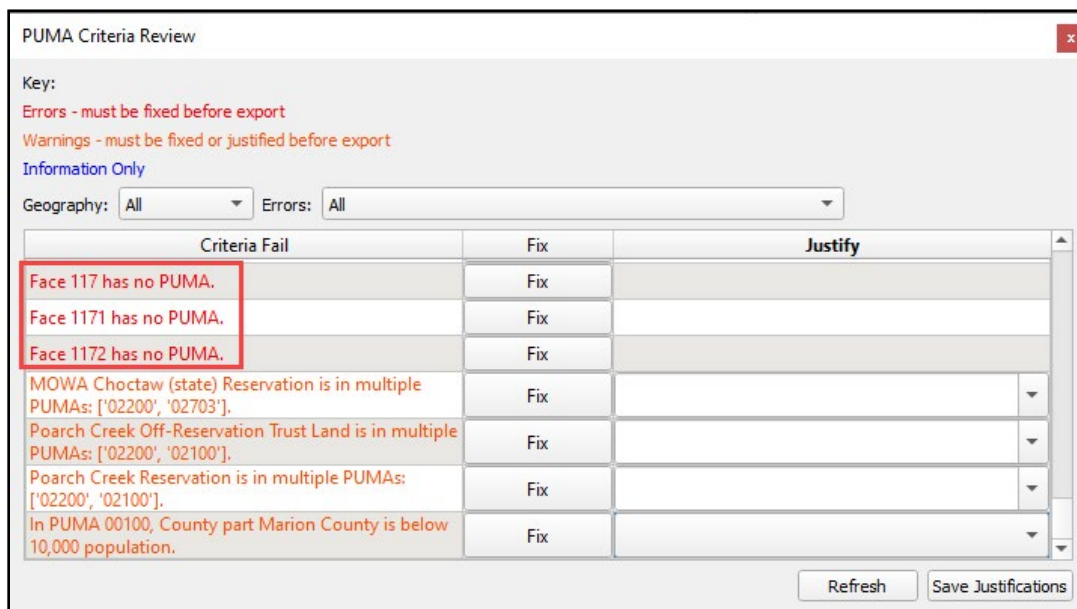 PUMA Criteria Review
x
Key:
Errors - must be fixed before export
Warnings - must be fixed or justified before export
Information Only
Geography: All Errors: All
Criteria Fail Fix Justify
Face 117 has no PUMA. Fix
Face 1171 has no PUMA. Fix
Face 1172 has no PUMA. Fix
MOWA Choctaw (state) Reservation is in multiple
PUMAs: ['02200', '02703']. Fix
Poarch Creek Off-Reservation Trust Land is in multiple
PUMAs: ['02200', '02100']. Fix
Poarch Creek Reservation is in multiple PUMAs:
['02200', '02100']. Fix
In PUMA 00100, County part Marion County is below
10,000 population. Fix
Refresh Save Justifications